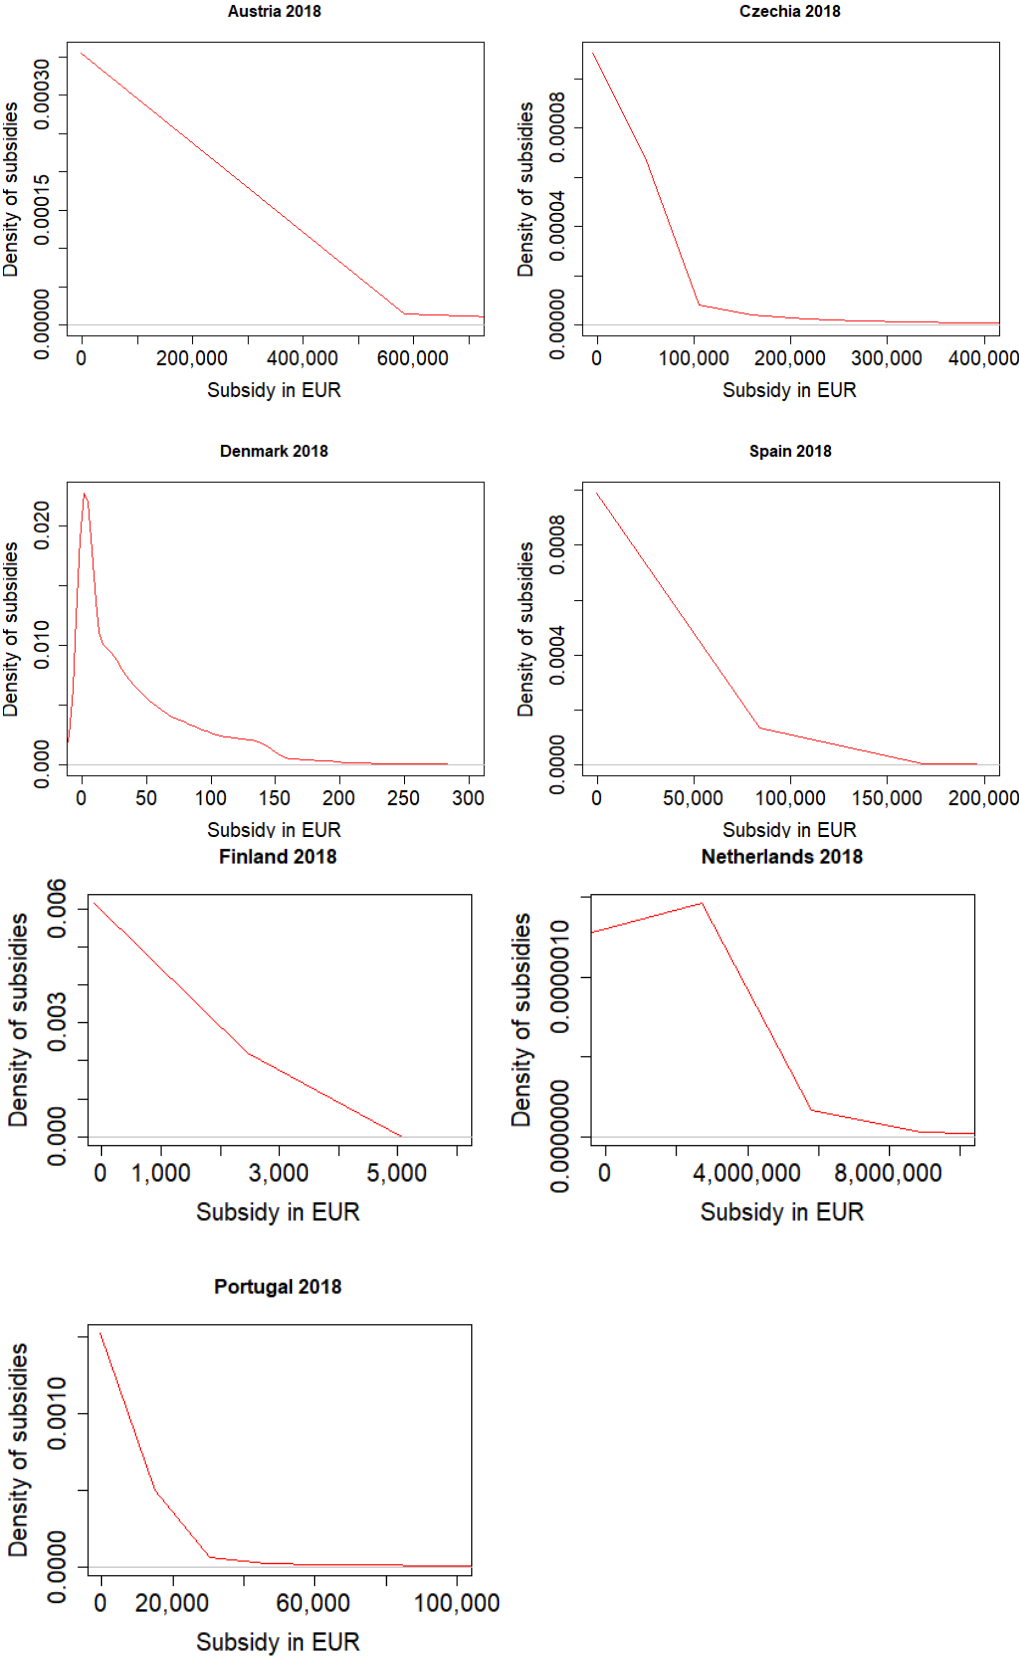 Austria 2018
Density of subsidies
0.00000 0.00015 0.00030
0 200,000 400,000 600,000
Subsidy in EUR
Czechia 2018
Density of subsidies
0.00000 0.00004 0.00008
0 100,000 200,000 300,000 400,000
Subsidy in EUR
Denmark 2018
Density of subsidies
0.000 0.010 0.020
0 50 100 150 200 250 300
Subsidy in EUR
Spain 2018
Density of subsidies
0.0000 0.0004 0.0008
0 50,000 100,000 150,000 200,000
Subsidy in EUR
Finland 2018
Density of subsidies
0.000 0.003 0.006
0 1,000 3,000 5,000
Subsidy in EUR
Netherlands 2018
Density of subsidies
0.00000000 0.00000010
0 4,000,000 8,000,000
Subsidy in EUR
Portugal 2018
Density of subsidies
0.0000 0.0010
0 20,000 60,000 100,000
Subsidy in EUR